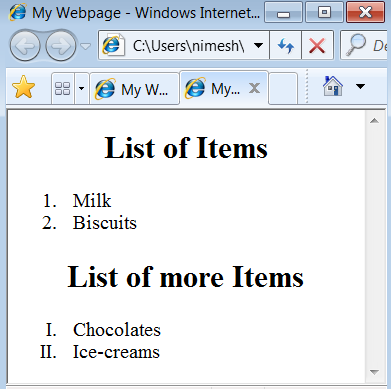 My Webpage - Windows Internet...
C:\Users\nimesh\
My W...
My...
List of Items
1. Milk
2. Biscuits
List of more Items
I. Chocolates
II. Ice-creams